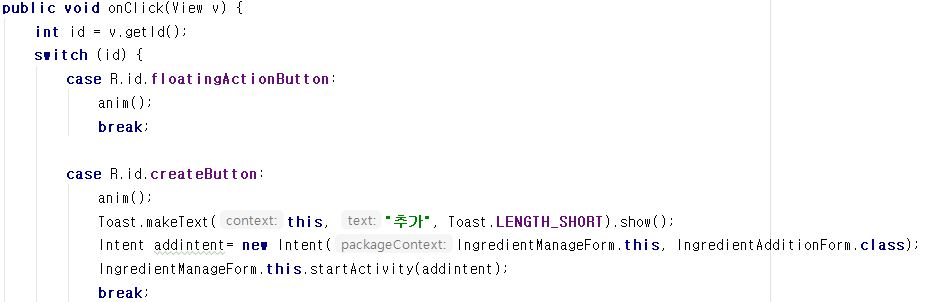 public void onClick(View v) {
int id = v.getId();
switch (id) {
case R.id.floatingActionButton:
anim();
break;
case R.id.createButton:
anim();
Toast.makeText( context: this, text: "추가", Toast.LENGTH_SHORT).show();
Intent addintent= new Intent( packageContext: IngredientManageForm.this, IngredientAdditionForm.class);
IngredientManageForm.this.startActivity(addintent);
break;